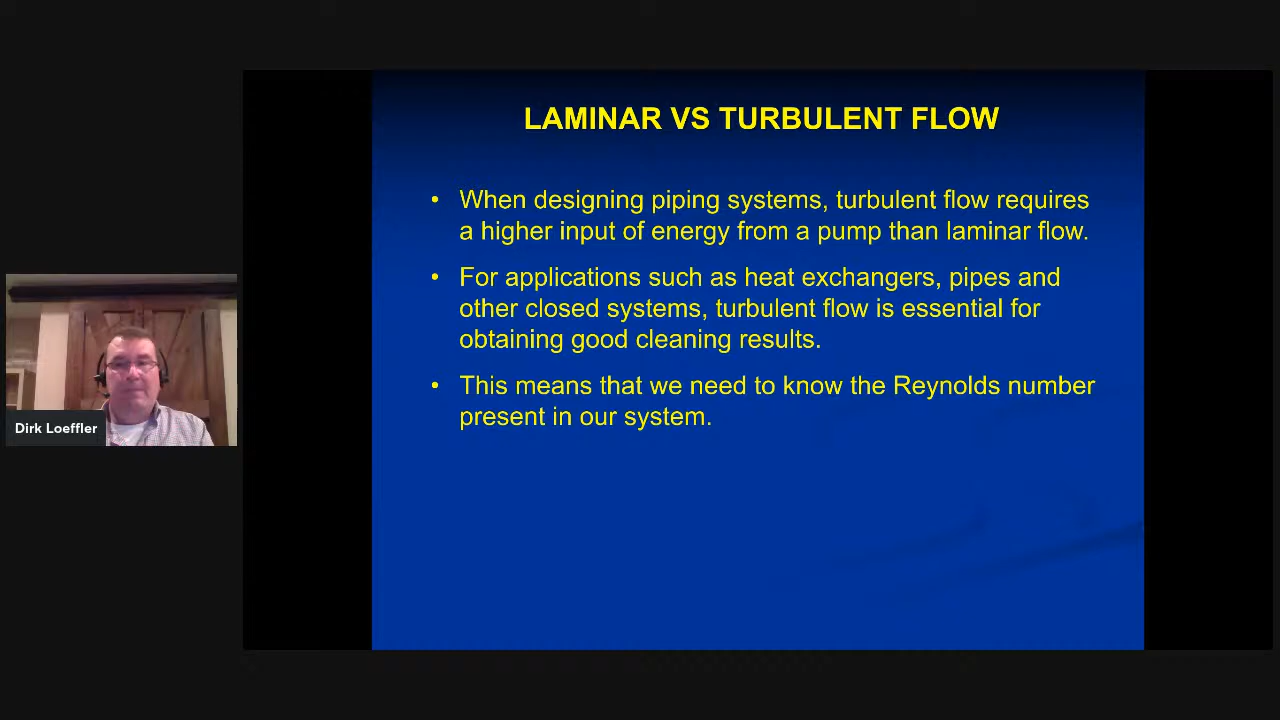 LAMINAR VS TURBULENT FLOW
• When designing piping systems, turbulent flow requires
a higher input of energy from a pump than laminar flow.
• For applications such as heat exchangers, pipes and
other closed systems, turbulent flow is essential for
obtaining good cleaning results.
• This means that we need to know the Reynolds number
present in our system.
Dirk Loeffler